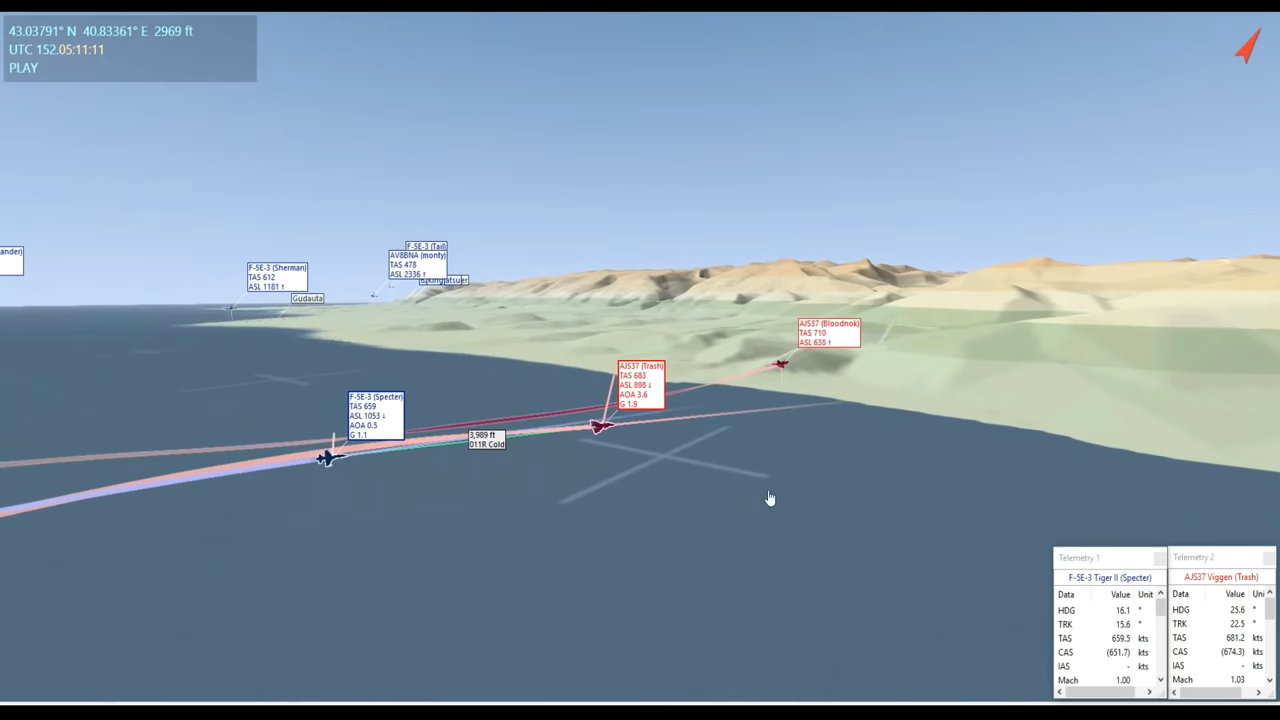 43.03791° N  40.83361° E  2969 ft
UTC 152.05:11:11
PLAY
ander)
F-5E-3 (Sherman)
TAS 612
ASL 1181 ↑
Gudauta
F-5E-3 (Tail)
AV8BNA (monty)
TAS 478
ASL 2336 ↑
AJS37 (Bloodnok)
TAS 710
ASL 638 ↑
AJS37 (Trash)
TAS 683
ASL 898 ↓
AOA 3.6
G 1.9
F-5E-3 (Specter)
TAS 659
ASL 1053 ↓
AOA 0.5
G 1.1
3,989 ft
011R Cold
Telemetry 1
F-5E-3 Tiger II (Specter)
Data Value Unit
HDG 16.1 °
TRK 15.6 °
TAS 659.5 kts
CAS (651.7) kts
IAS - kts
Mach 1.00
Telemetry 2
AJS37 Viggen (Trash)
Data Value Uni
HDG 25.6 °
TRK 22.5 °
TAS 681.2 kts
CAS (674.3) kts
IAS - kts
Mach 1.03